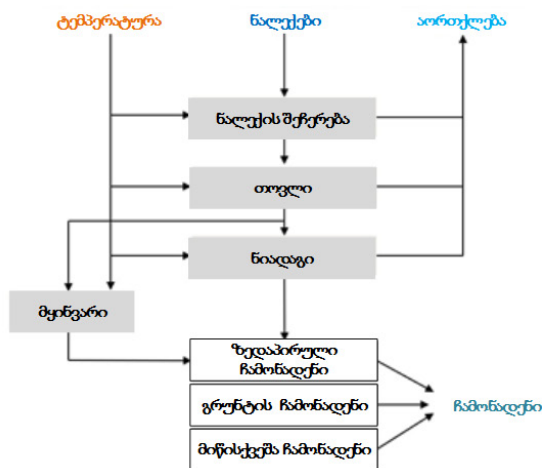 ტემპერატურა ნალექები აორთქლება
ნალექის შეჩერება
თოვლი
ნიადაგი
მყინვარი
ზედაპირული
ჩამონადენი
გრუნტის ჩამონადენი
ჩამონადენი
მიწისქვეშა ჩამონადენი